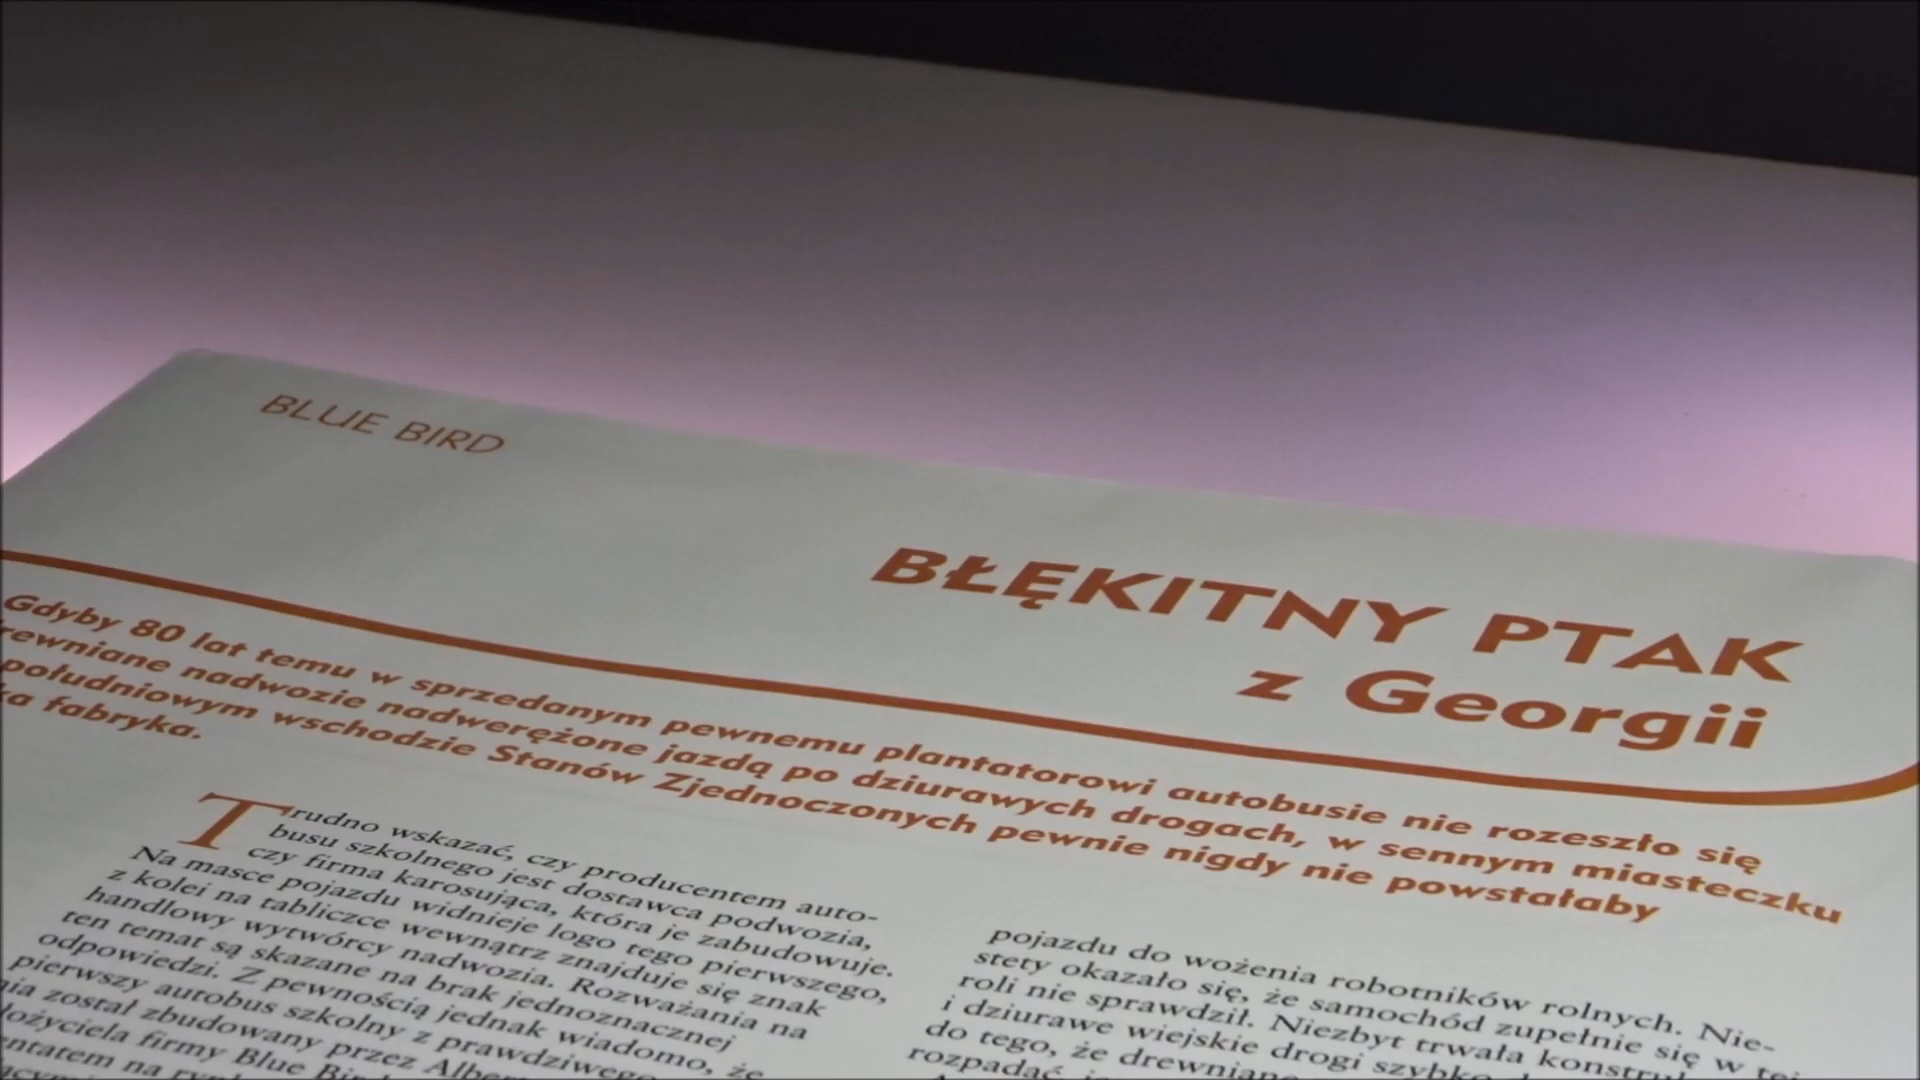 BLUE BIRD
BŁĘKITNY PTAK
z Georgii
Gdyby 80 lat temu w sprzedanym pewnemu plantatorowi autobusie nie rozeszło się
nadwozie nadwerężone jazdą po dziurawych drogach, w sennym miasteczku
południowym wschodzie Stanów Zjednoczonych pewnie nigdy nie powstałaby
fabryka.
Trudno wskazać, czy producentem auto-
busu szkolnego jest dostawca podwozia,
czy firma karosująca, która je zabudowuje.
Na masce pojazdu widnieje logo tego pierwszego,
z kolei na tabliczce wewnątrz znajduje się znak
handlowy wytwórcy nadwozia. Rozważania na
ten temat są skazane na brak jednoznacznej
odpowiedzi. Z pewnością jednak wiadomo, że
pierwszy autobus szkolny z prawdziwego
został zbudowany przez
firmy Blue
na
pojazdu do wożenia robotników rolnych. Nie-
stety okazało się, że samochód zupełnie się w tej
roli nie sprawdził. Niezbyt trwała
i dziurawe wiejskie drogi szybko
do tego, że
rozpadać